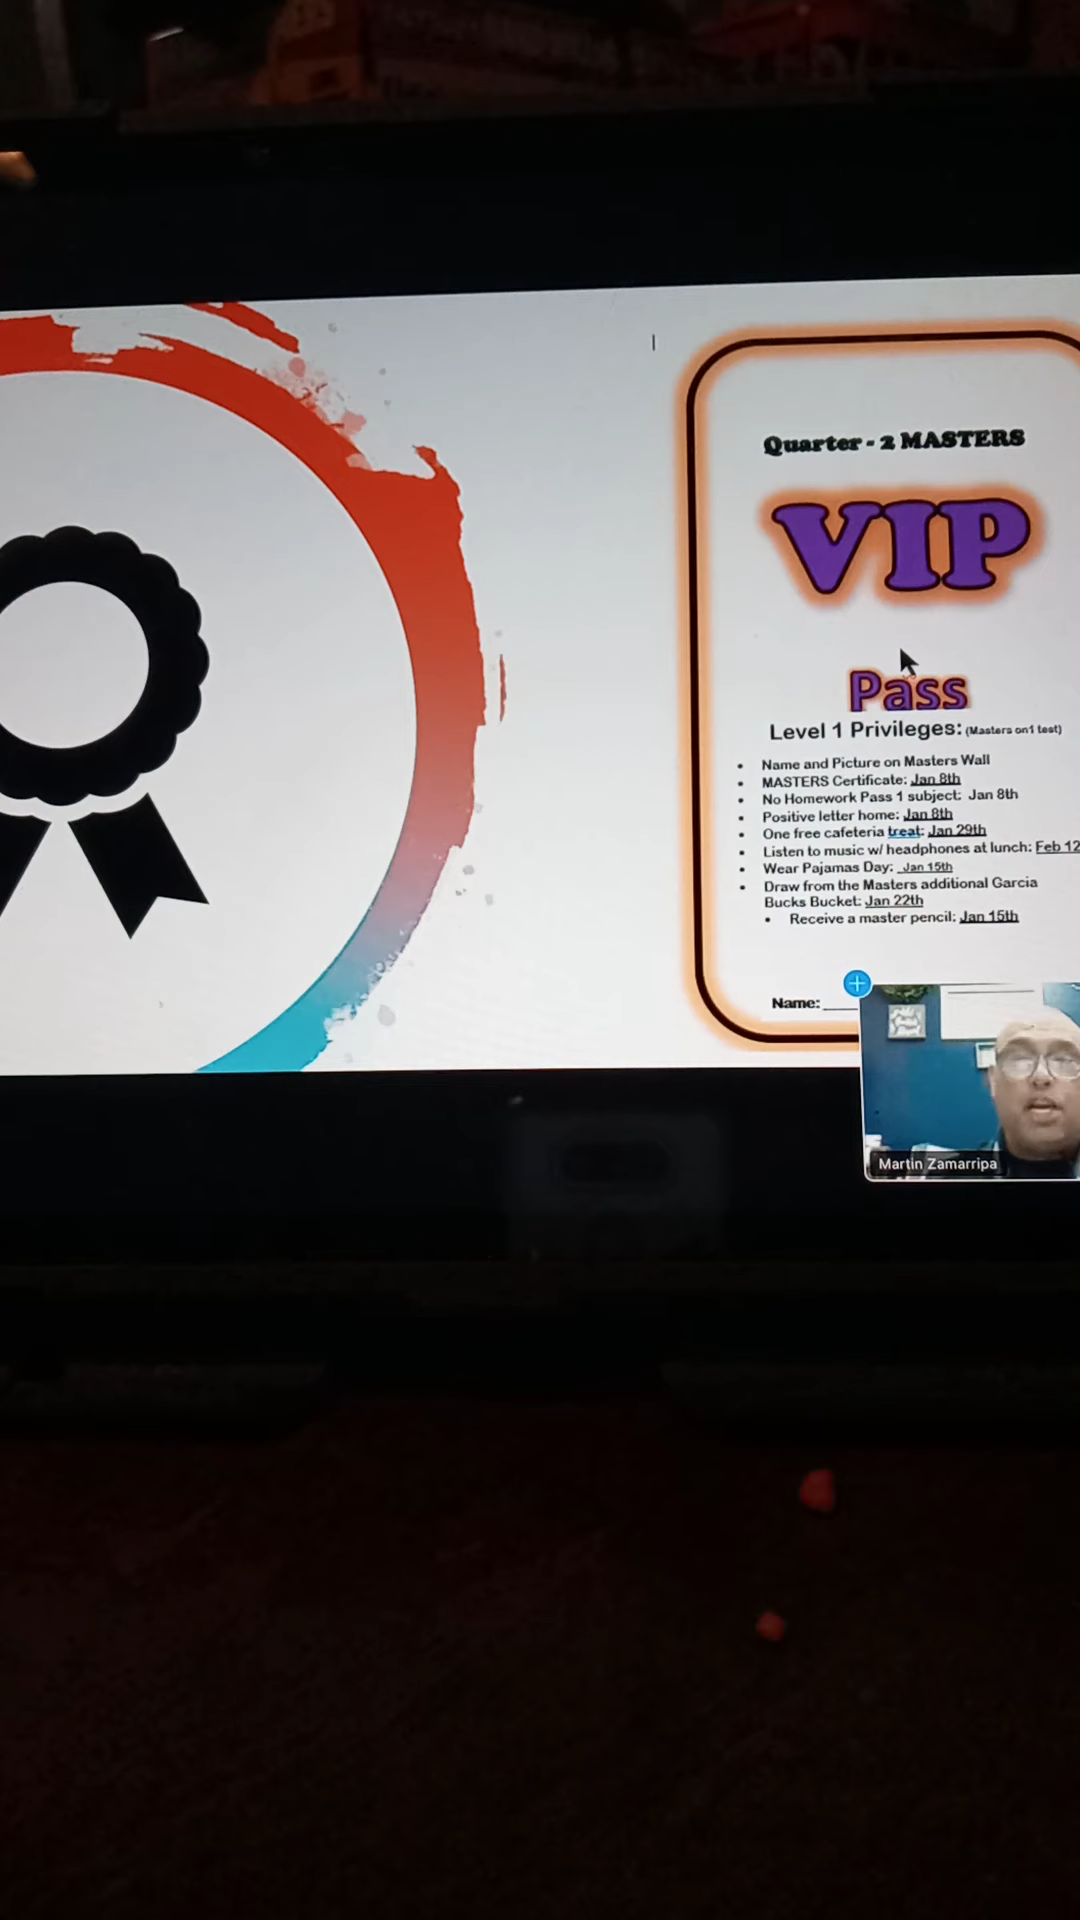 Quarter - 2 MASTERS
VIP
Pass
Level 1 Privileges: (Masters on1 test)
• Name and Picture on Masters Wall
• MASTERS Certificate: Jan 8th
• No Homework Pass 1 subject: Jan 8th
• Positive letter home: Jan 8th
• One free cafeteria treat: Jan 29th
• Listen to music w/ headphones at lunch: Feb 12
• Wear Pajamas Day: Jan 15th
• Draw from the Masters additional Garcia
Bucks Bucket: Jan 22th
• Receive a master pencil: Jan 15th
Name:
Martin Zamarripa